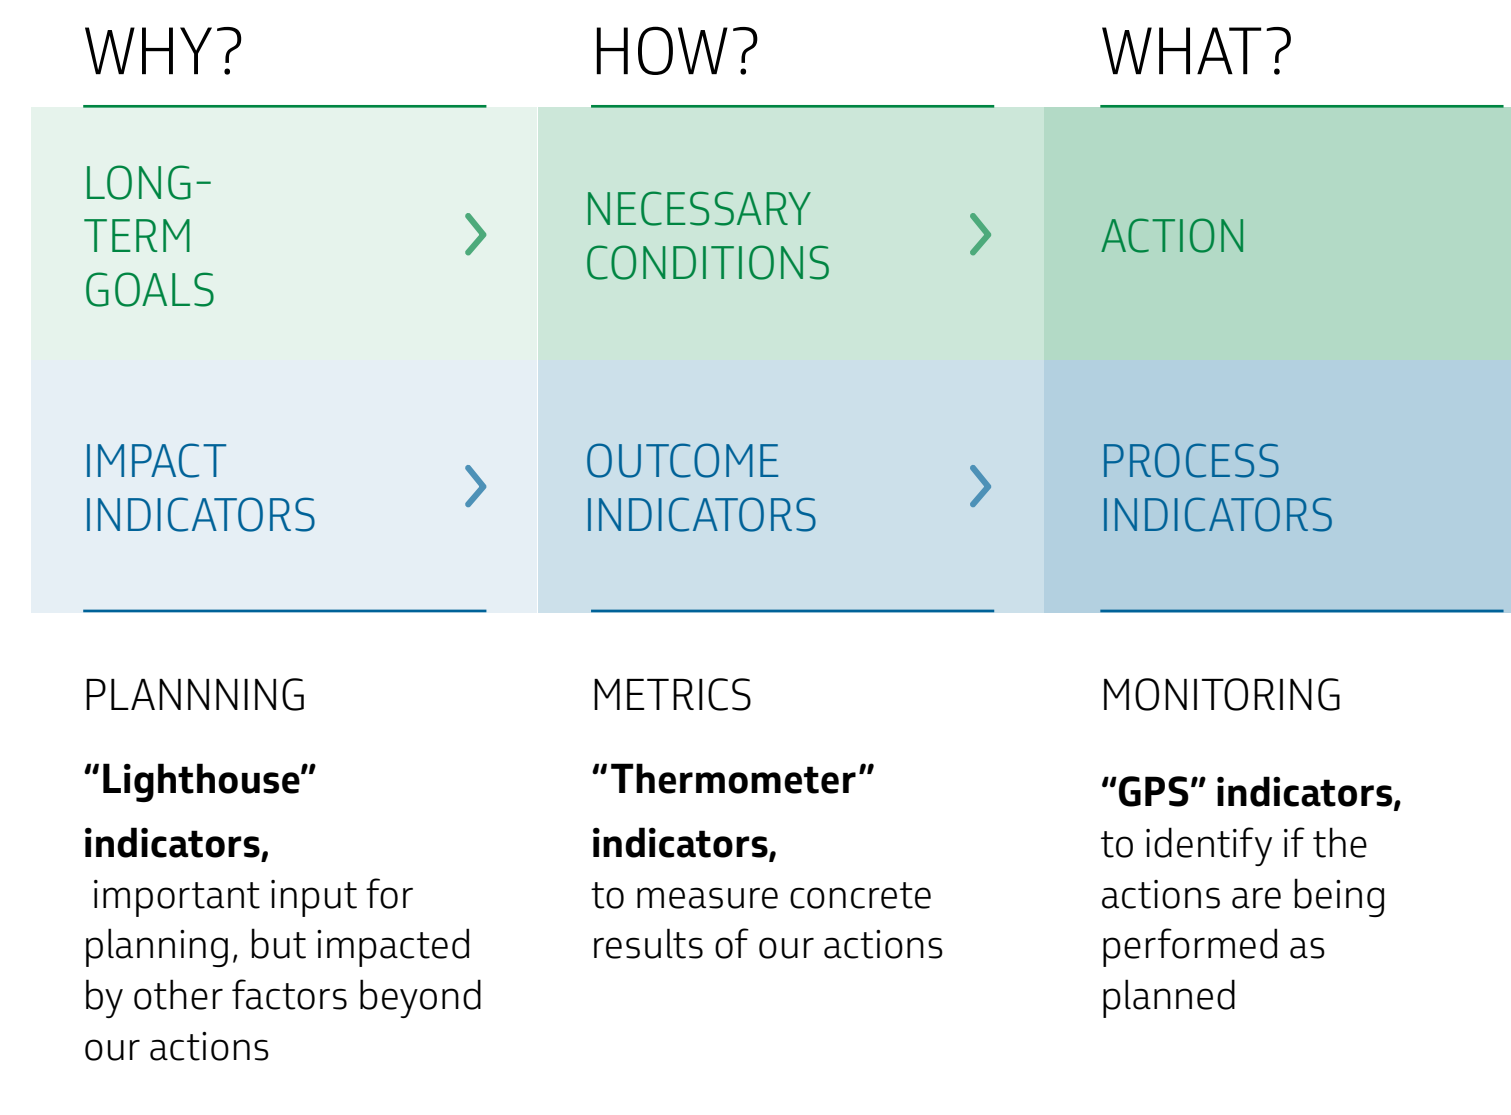 WHY?
HOW?
WHAT?
LONG-
TERM
GOALS
NECESSARY
CONDITIONS
ACTION
IMPACT
INDICATORS
OUTCOME
INDICATORS
PROCESS
INDICATORS
PLANNNING
“Lighthouse”
indicators,
important input for
planning, but impacted
by other factors beyond
our actions
METRICS
“Thermometer”
indicators,
to measure concrete
results of our actions
MONITORING
“GPS” indicators,
to identify if the
actions are being
performed as
planned